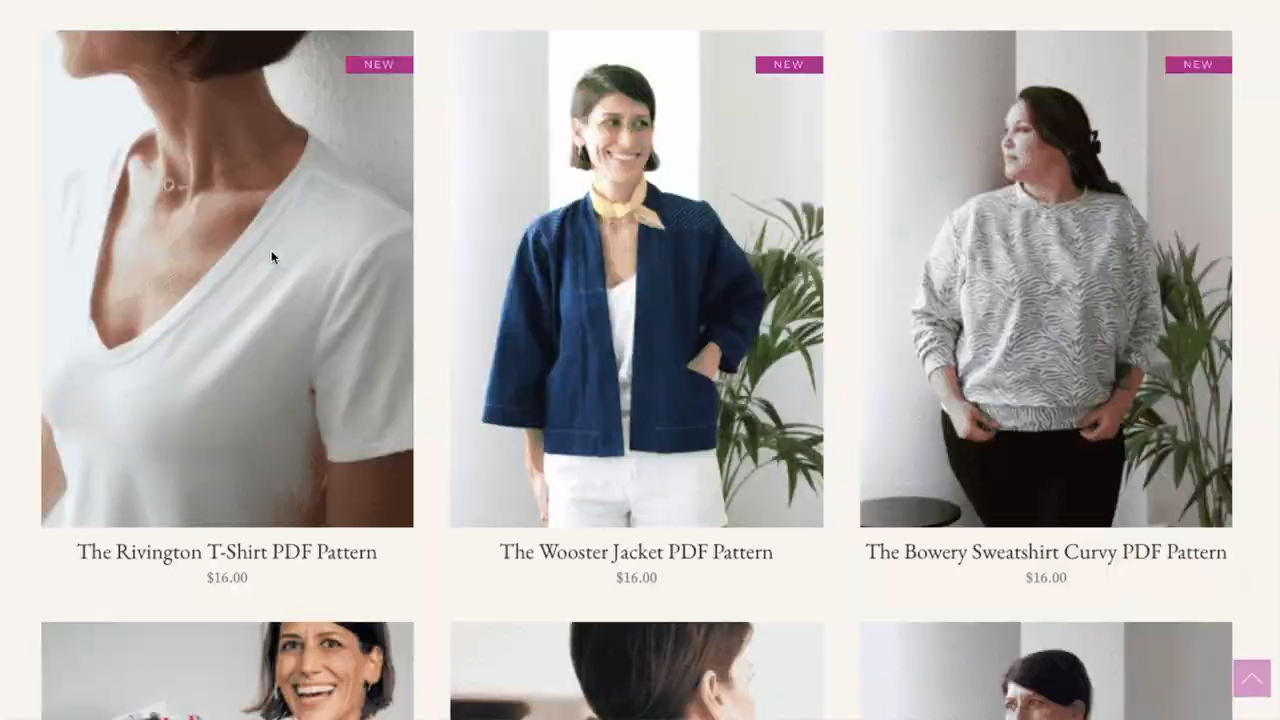 NEW
NEW
NEW
The Rivington T-Shirt PDF Pattern
$16.00
The Wooster Jacket PDF Pattern
$16.00
The Bowery Sweatshirt Curvy PDF Pattern
$16.00